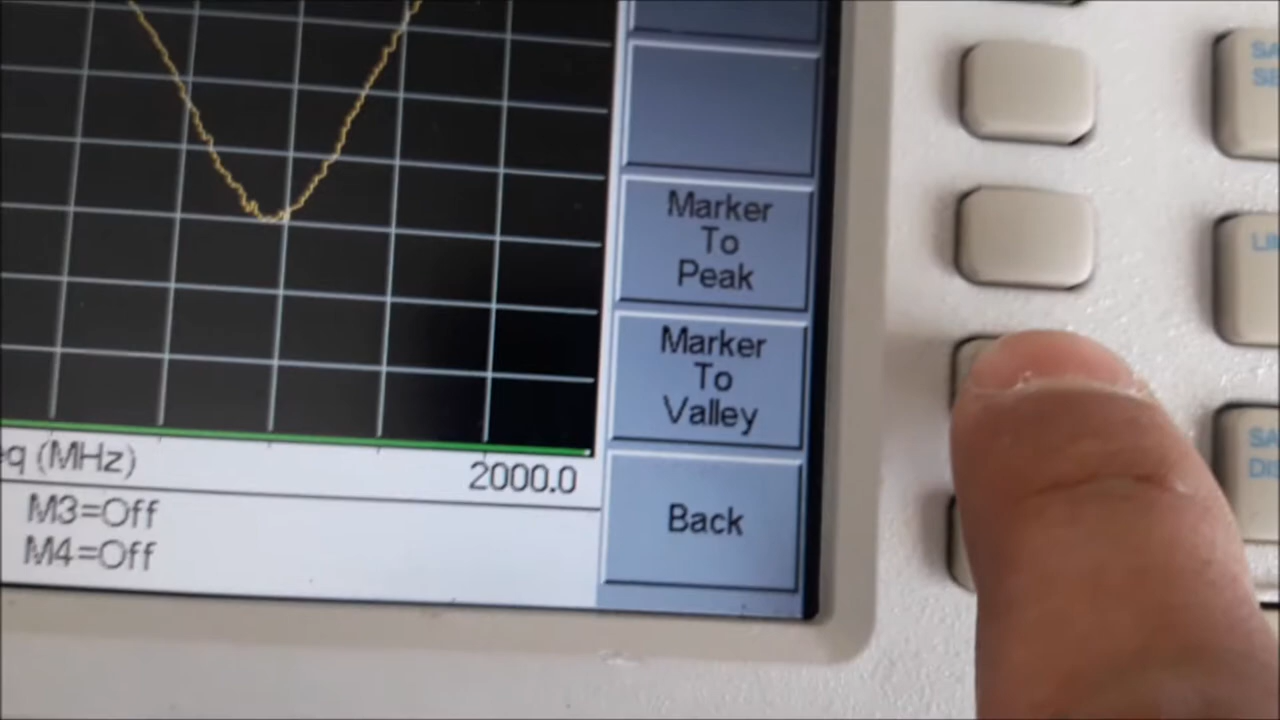 Marker
To
Peak
Marker
To
Valley
Back
(MHz)
2000.0
M3=Off
M4=Off